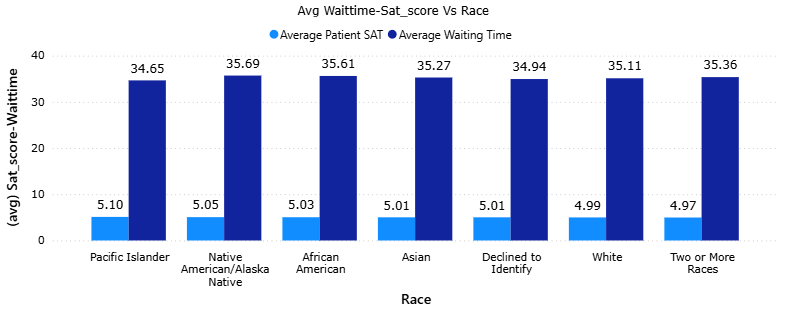 Avg Waittime-Sat_score Vs Race
Average Patient SAT Average Waiting Time
(avg) Sat_score-Waittime
40
30
20
10
0
34.65 35.69 35.61 35.27 34.94 35.11 35.36
5.10 5.05 5.03 5.01 5.01 4.99 4.97
Pacific Islander
Native
American/Alaska
Native
African
American
Asian
Declined to
Identify
White
Two or More
Races
Race